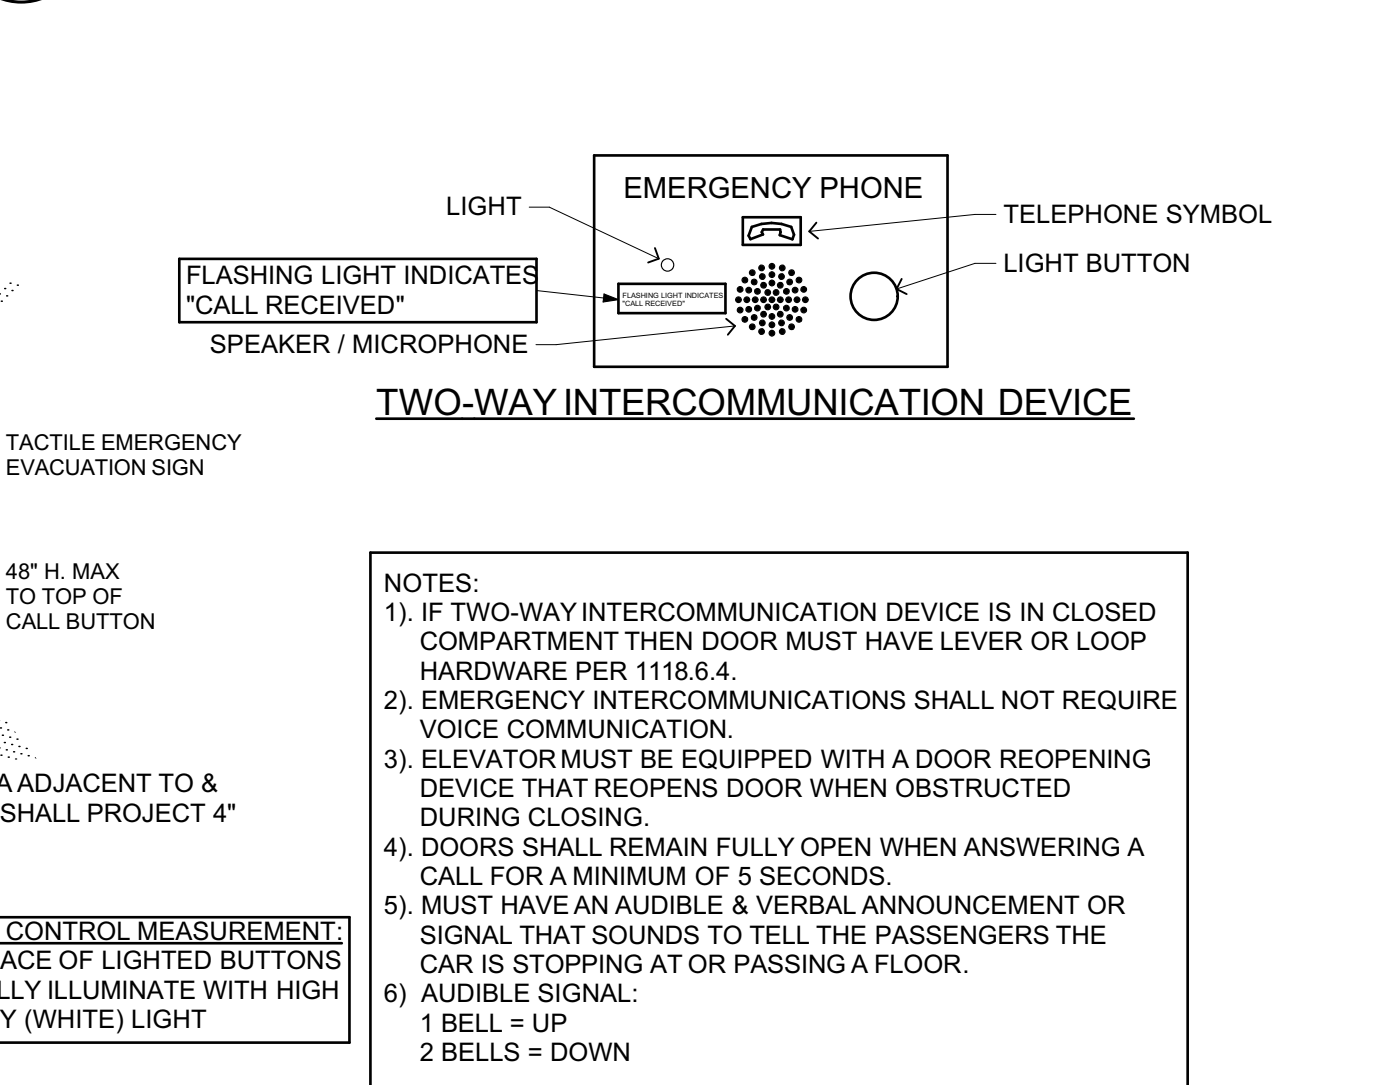 EMERGENCY PHONE
LIGHT
TELEPHONE SYMBOL
LIGHT BUTTON
FLASHING LIGHT INDICATES
"CALL RECEIVED"
FLASHING LIGHT INDICATES
"CALL RECEIVED"
SPEAKER / MICROPHONE
TWO-WAY INTERCOMMUNICATION DEVICE
TACTILE EMERGENCY
EVACUATION SIGN
48" H. MAX
TO TOP OF
CALL BUTTON
A ADJACENT TO &
SHALL PROJECT 4"
CONTROL MEASUREMENT:
ACE OF LIGHTED BUTTONS
LLY ILLUMINATE WITH HIGH
Y (WHITE) LIGHT
NOTES:
1). IF TWO-WAY INTERCOMMUNICATION DEVICE IS IN CLOSED
COMPARTMENT THEN DOOR MUST HAVE LEVER OR LOOP
HARDWARE PER 1118.6.4.
2). EMERGENCY INTERCOMMUNICATIONS SHALL NOT REQUIRE
VOICE COMMUNICATION.
3). ELEVATOR MUST BE EQUIPPED WITH A DOOR REOPENING
DEVICE THAT REOPENS DOOR WHEN OBSTRUCTED
DURING CLOSING.
4). DOORS SHALL REMAIN FULLY OPEN WHEN ANSWERING A
CALL FOR A MINIMUM OF 5 SECONDS.
5). MUST HAVE AN AUDIBLE & VERBAL ANNOUNCEMENT OR
SIGNAL THAT SOUNDS TO TELL THE PASSENGERS THE
CAR IS STOPPING AT OR PASSING A FLOOR.
6) AUDIBLE SIGNAL:
1 BELL = UP
2 BELLS = DOWN